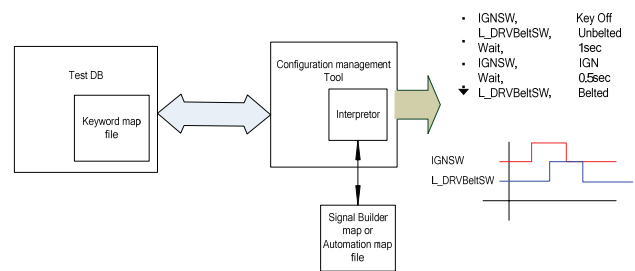 Test DB
Keyword map
file
Configuration management
Tool
Interpretor
Signal Builder
map or
Automation map
file
IGNSW, Key Off
L_DRVBeltSW, Unbelted
Wait, 1sec
IGNSW, IGN
Wait, 0.5sec
L_DRVBeltSW, Belted
IGNSW
L_DRVBeltSW